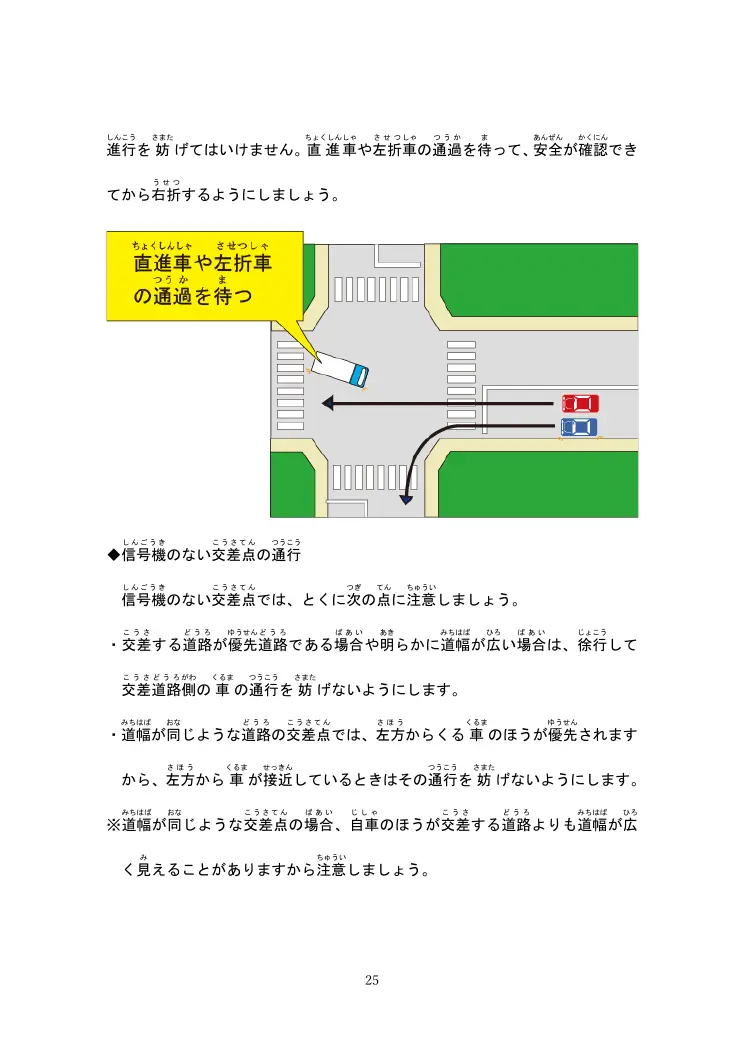 進行を妨げてはいけません。直進車や左折車の通過を待って、安全が確認でき
てから右折するようにしましょう。
直進車や左折車
の通過を待つ
◆信号機のない交差点の通行
信号機のない交差点では、とくに次の点に注意しましょう。
・交差する道路が優先道路である場合や明らかに道幅が広い場合は、徐行して
交差道路側の車の通行を妨げないようにします。
・道幅が同じような道路の交差点では、左方からくる車のほうが優先されます
から、左方から車が接近しているときはその通行を妨げないようにします。
※道幅が同じような交差点の場合、自車のほうが交差する道路よりも道幅が広
く見えることがありますから注意しましょう。
25